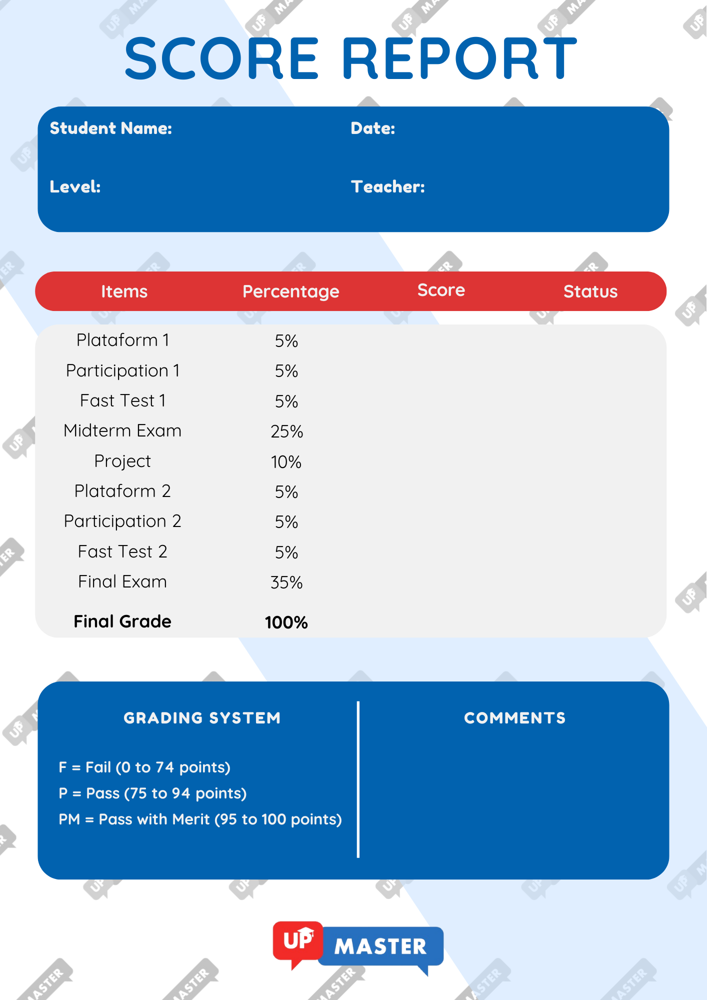 SCORE REPORT
Student Name:
Date:
Level:
Teacher:
Items Percentage Score Status
Plataform 1 5%
Participation 1 5%
Fast Test 1 5%
Midterm Exam 25%
Project 10%
Plataform 2 5%
Participation 2 5%
Fast Test 2 5%
Final Exam 35%
Final Grade 100%
GRADING SYSTEM
F = Fail (0 to 74 points)
P = Pass (75 to 94 points)
PM = Pass with Merit (95 to 100 points)
COMMENTS
UP MASTER